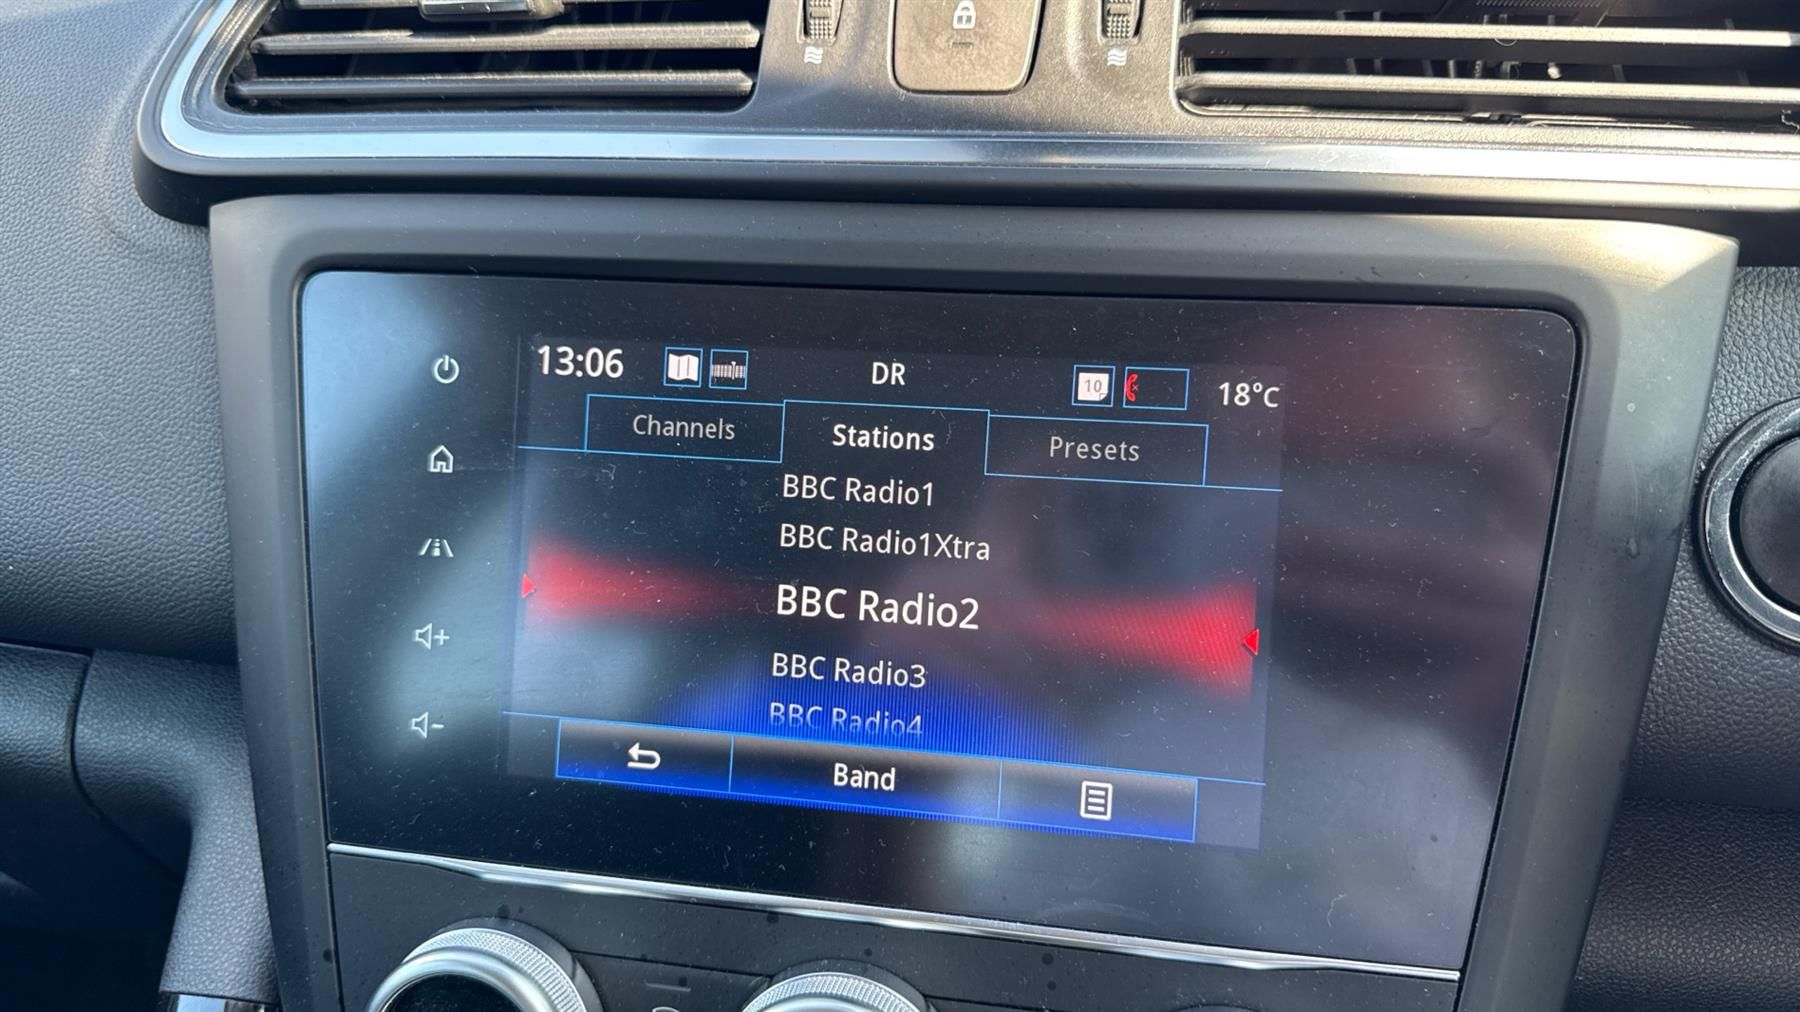 13:06 DR 10 18°C
Channels Stations Presets
BBC Radio1
BBC Radio1Xtra
BBC Radio2
BBC Radio3
BBC Radio4
Band